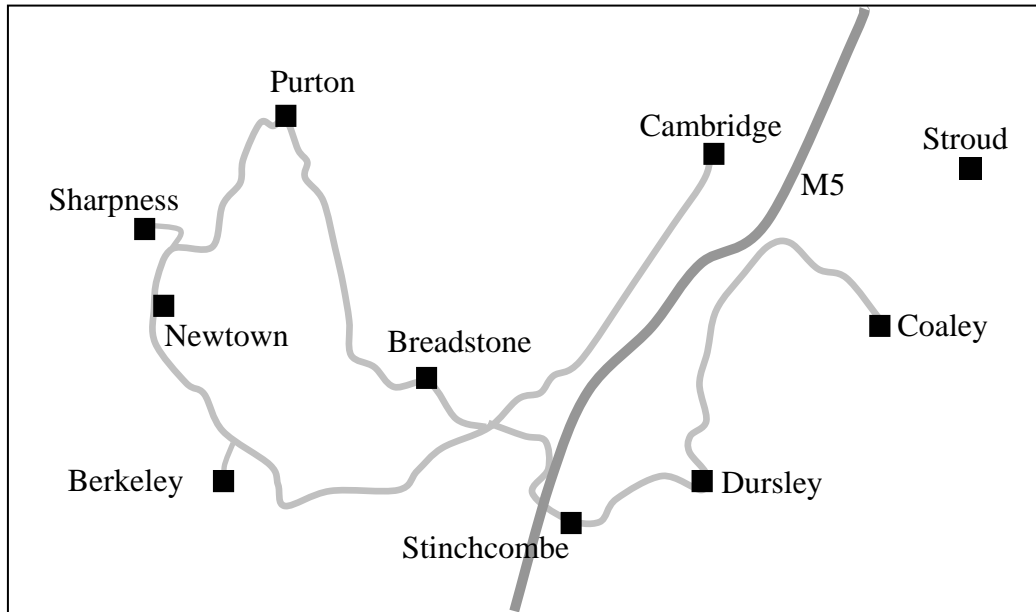 Purton
Cambridge
Stroud
M5
Sharpness
Newtown
Breadstone
Coaley
Berkeley
Dursley
Stinchcombe